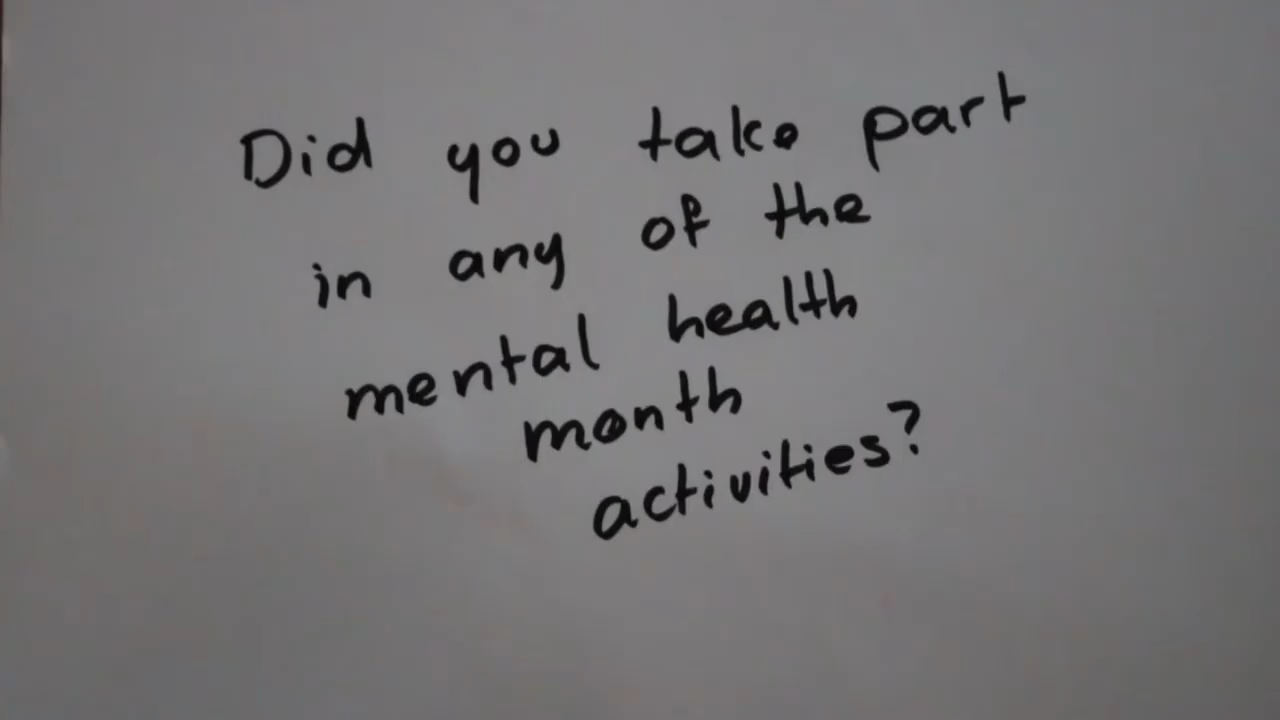 Did you take part
in any of the
mental health
month
activities?